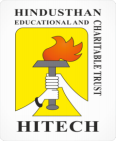 HINDUSTHAN
EDUCATIONAL AND
CHARITABLE TRUST
HITECH